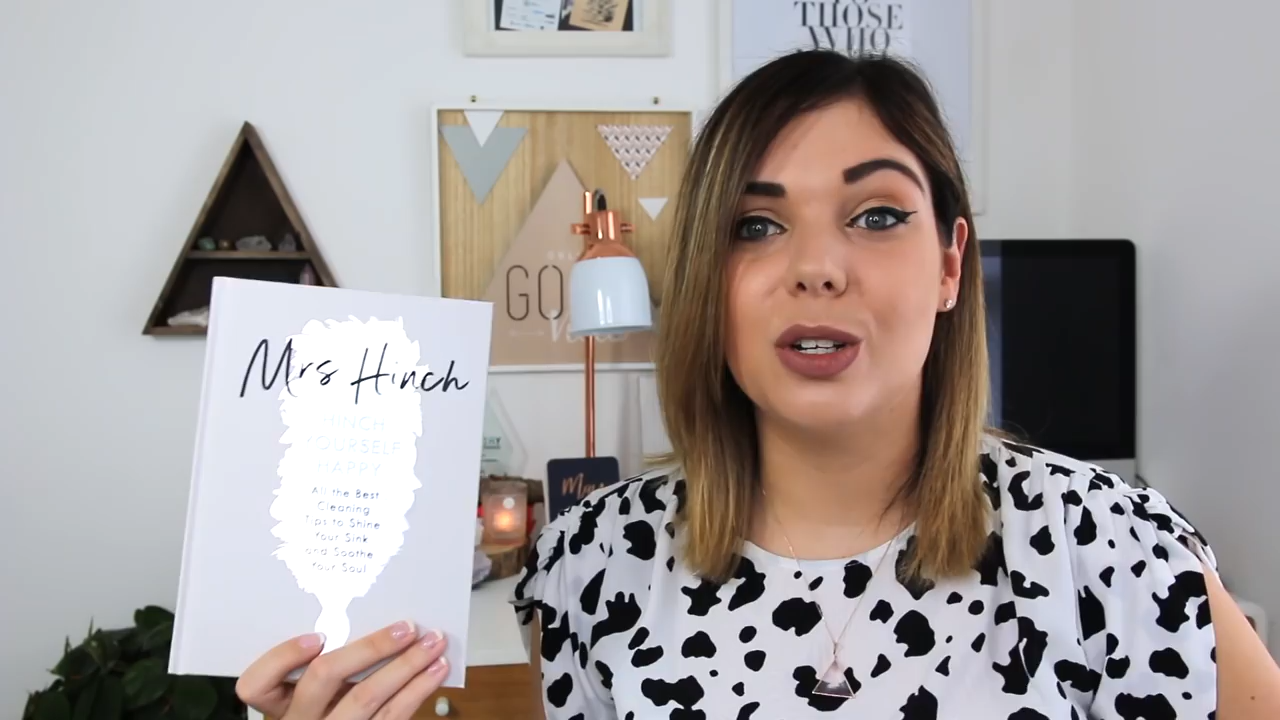 THOSE
WHO
GO
Mrs Hinch
HINCH
YOURSELF
HAPPY
All the Best
Cleaning
Tips to Shine
Your Sink
and Soothe
Your Soul